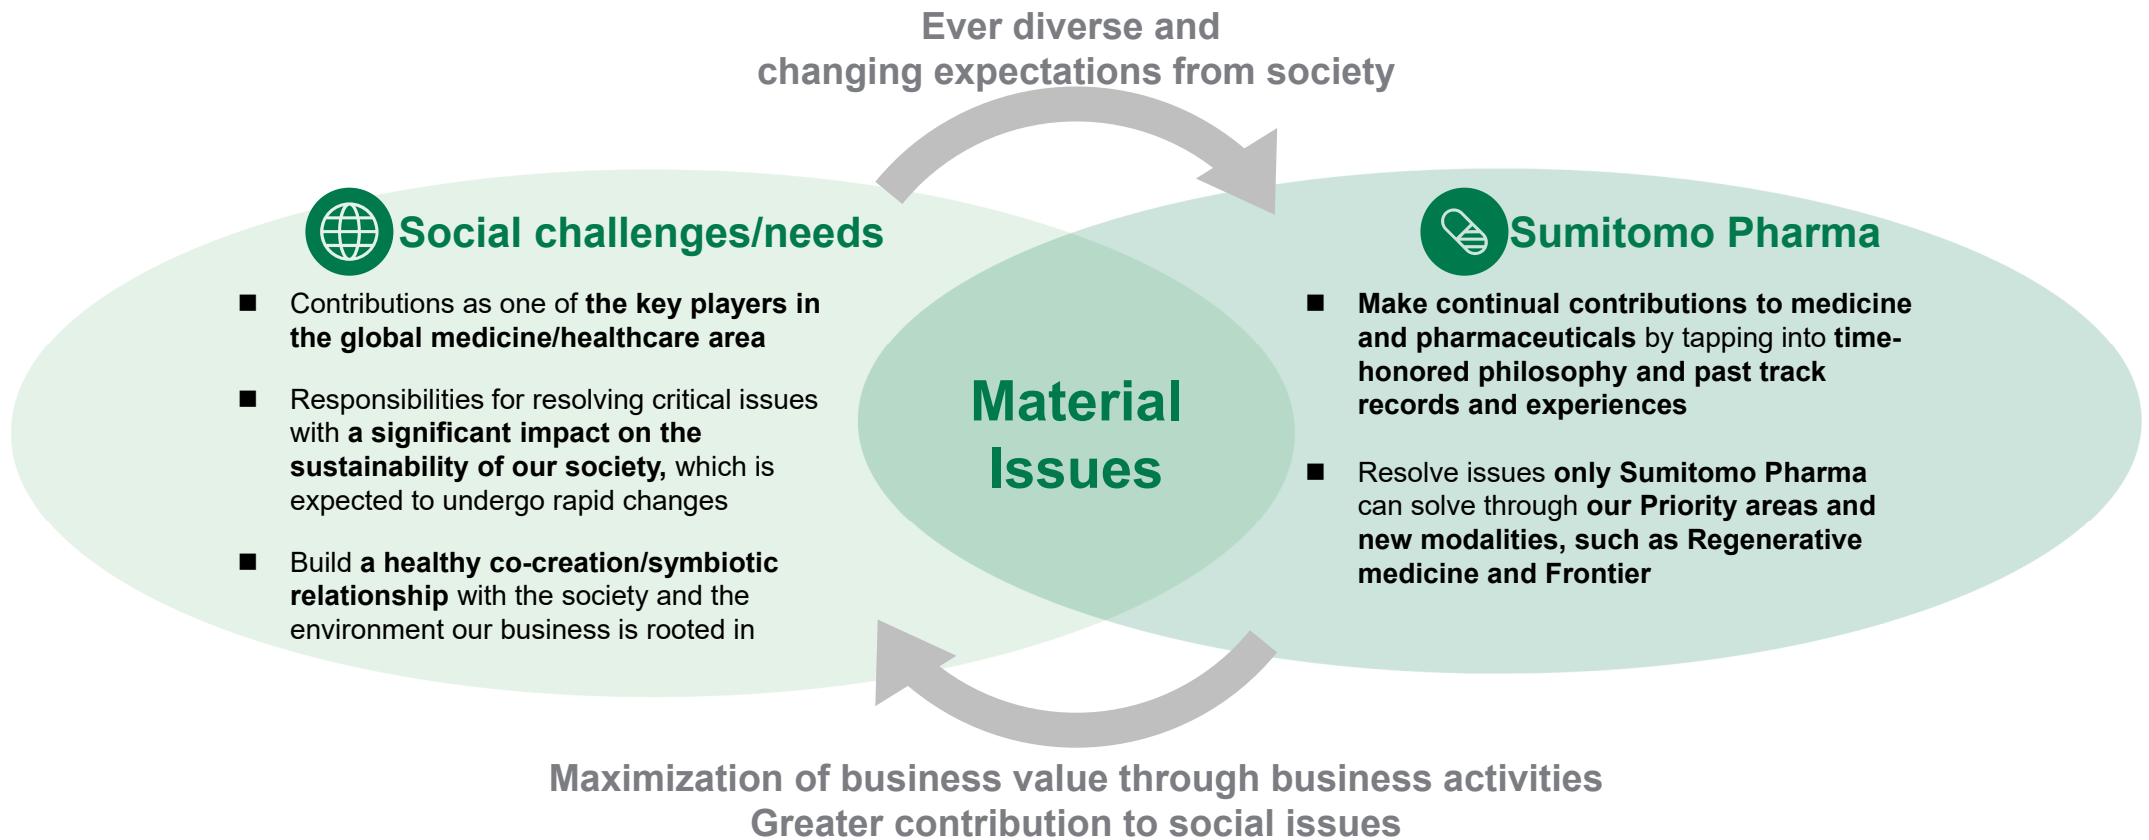 Ever diverse and
changing expectations from society
Social challenges/needs
■ Contributions as one of the key players in
the global medicine/healthcare area
■ Responsibilities for resolving critical issues
with a significant impact on the
sustainability of our society, which is
expected to undergo rapid changes
■ Build a healthy co-creation/symbiotic
relationship with the society and the
environment our business is rooted in
Material
Issues
Sumitomo Pharma
■ Make continual contributions to medicine
and pharmaceuticals by tapping into time-
honored philosophy and past track
records and experiences
■ Resolve issues only Sumitomo Pharma
can solve through our Priority areas and
new modalities, such as Regenerative
medicine and Frontier
Maximization of business value through business activities
Greater contribution to social issues